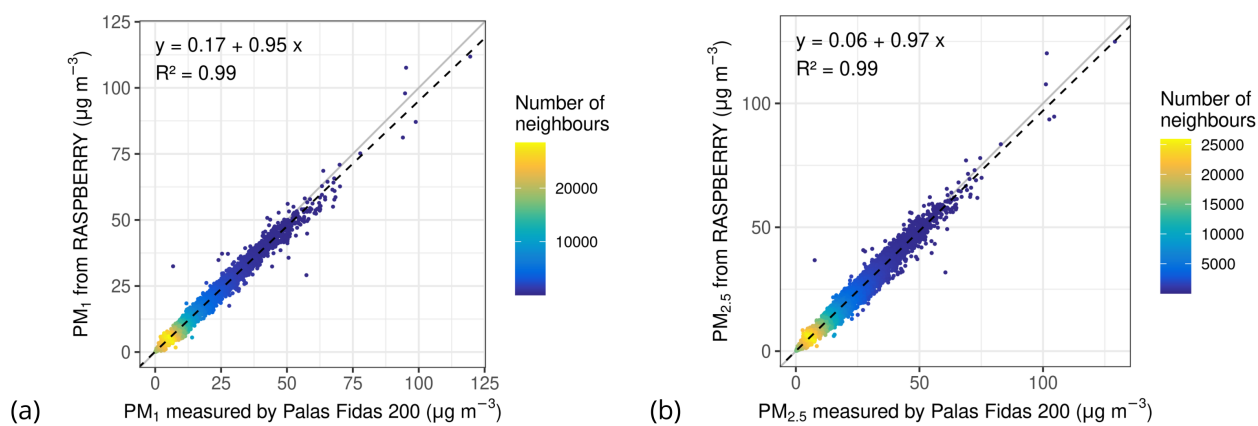 y = 0.17 + 0.95 x
R² = 0.99
125
100
75
50
25
0
0 25 50 75 100 125
PM₁ from RASPBERRY (µg m⁻³)
PM₁ measured by Palas Fidas 200 (µg m⁻³)
Number of
neighbours
20000
10000
(a)
y = 0.06 + 0.97 x
R² = 0.99
100
50
0
0 50 100
PM₂.₅ from RASPBERRY (µg m⁻³)
PM₂.₅ measured by Palas Fidas 200 (µg m⁻³)
Number of
neighbours
25000
20000
15000
10000
5000
(b)